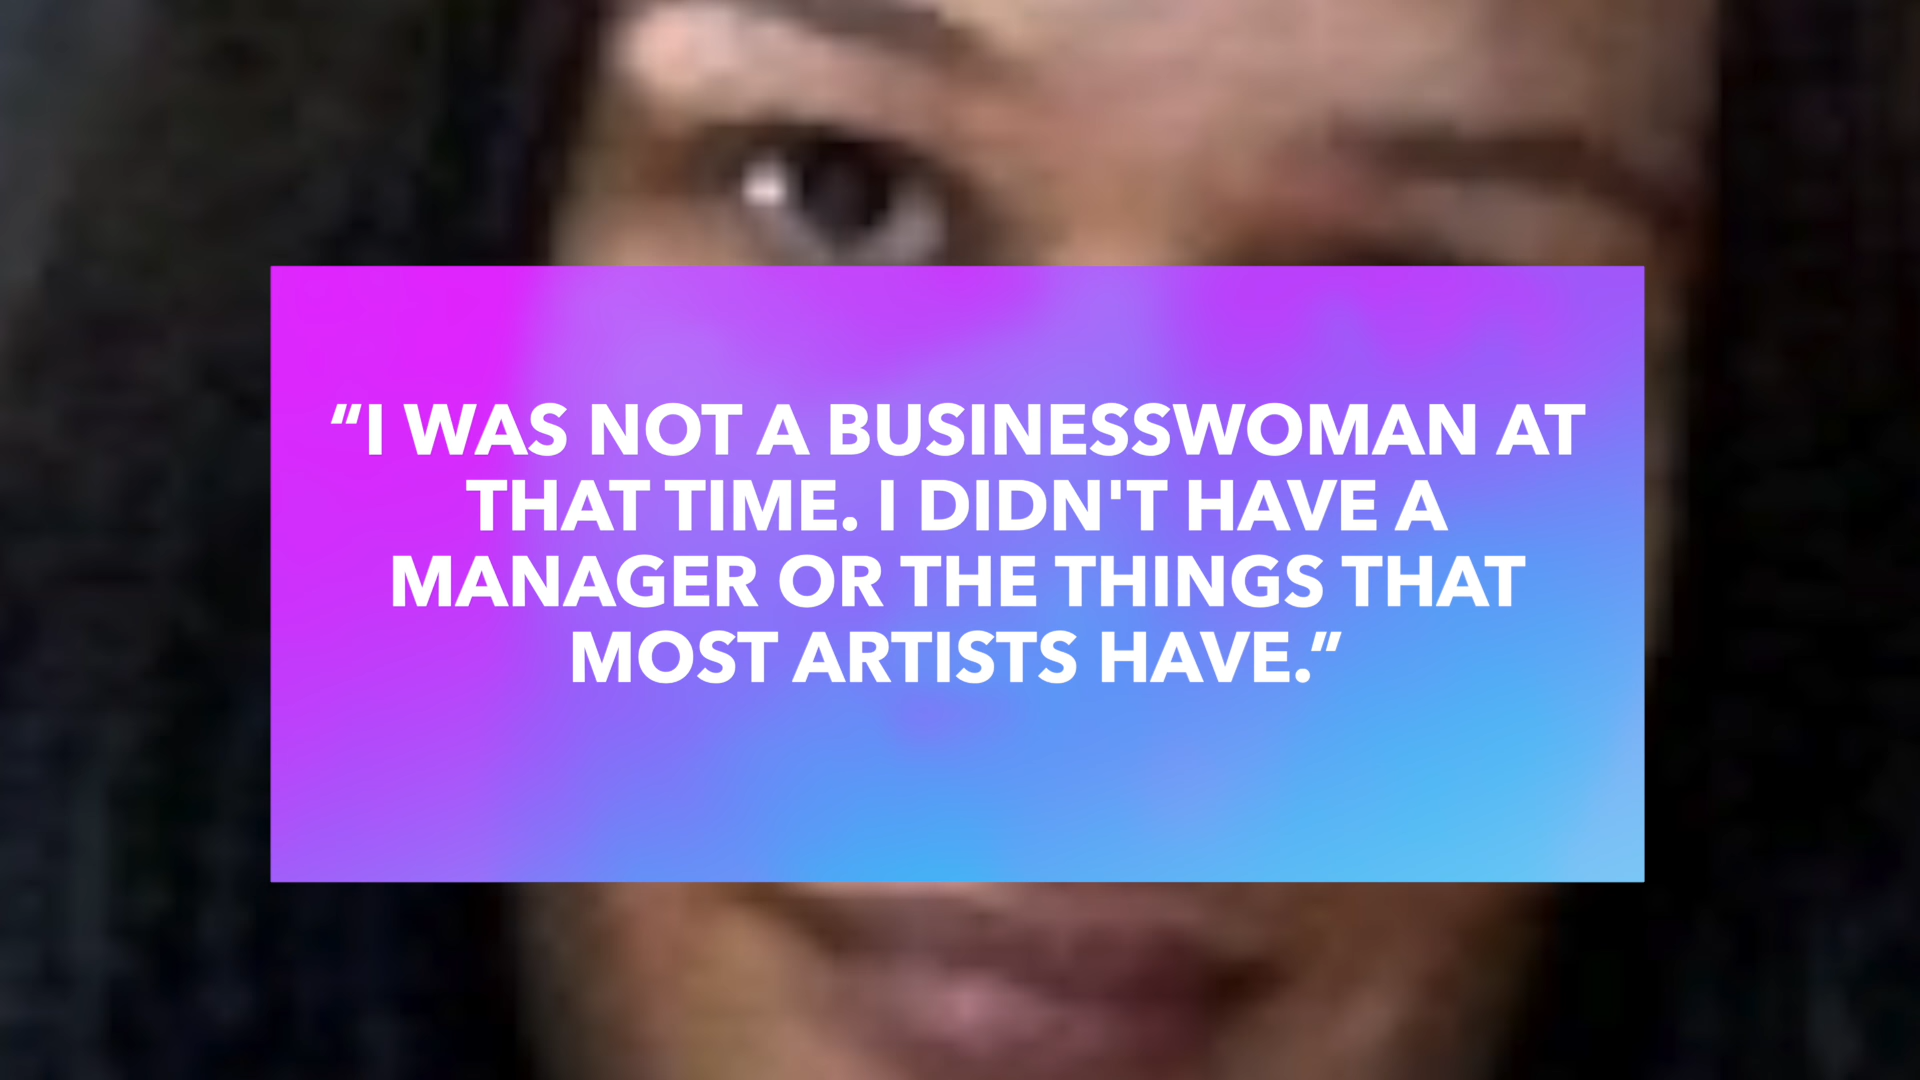 “I WAS NOT A BUSINESSWOMAN AT
THAT TIME. I DIDN'T HAVE A
MANAGER OR THE THINGS THAT
MOST ARTISTS HAVE.”